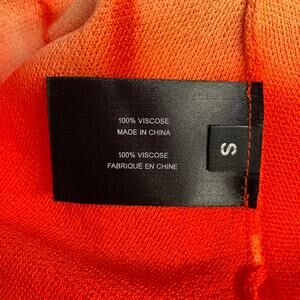 100% VISCOSE
MADE IN CHINA
100% VISCOSE
FABRIQUÉ EN CHINE
S